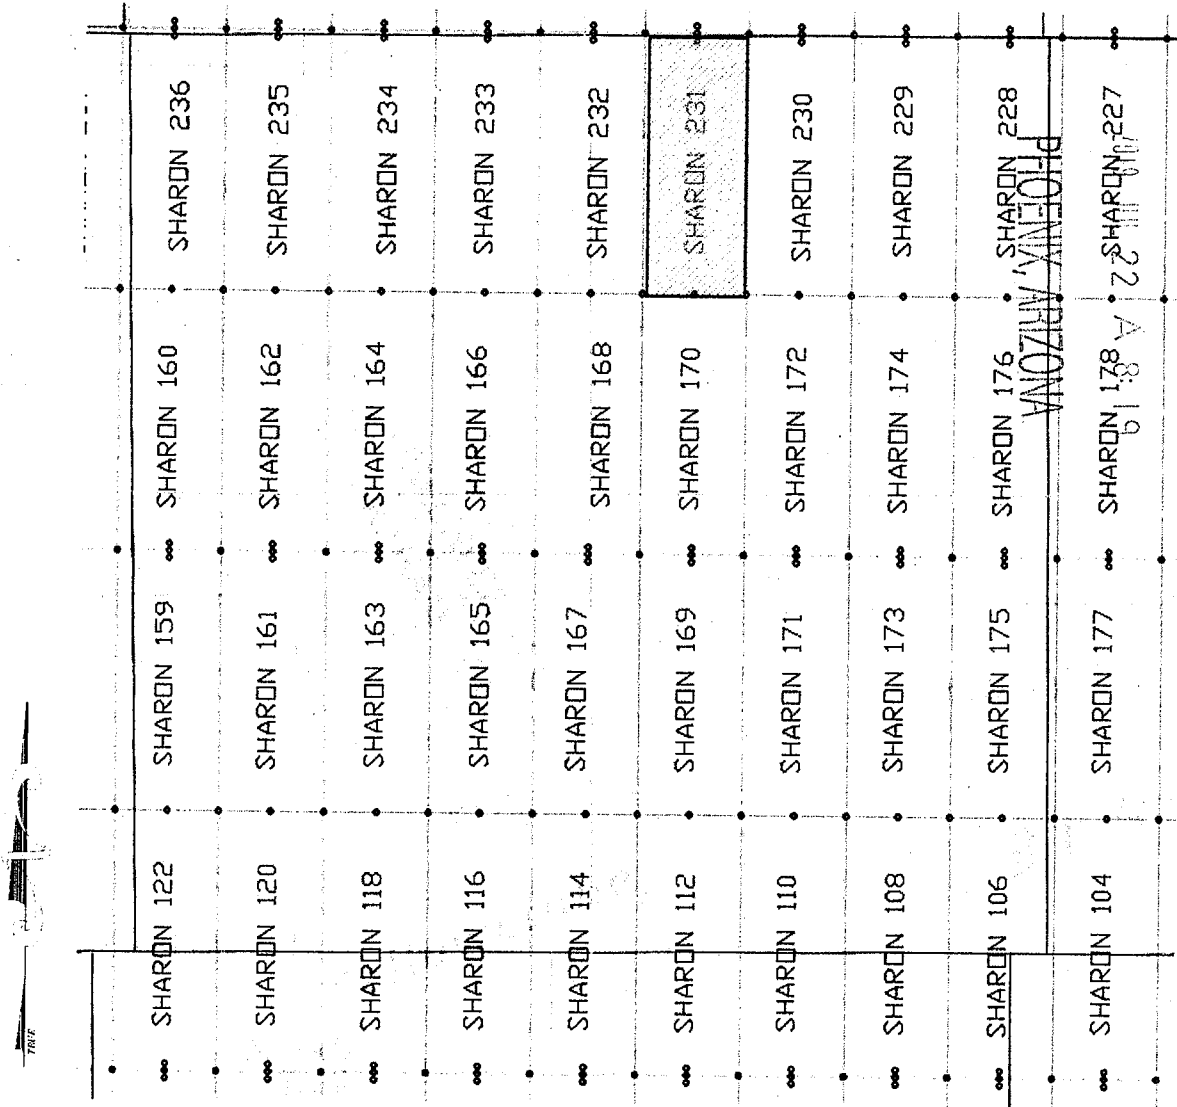 SHARON 236
SHARON 235
SHARON 234
SHARON 233
SHARON 232
SHARON 231
SHARON 230
SHARON 229
SHARON 228
SHARON 227
PHOENIX, ARIZONA
22 A 8: 19
SHARON 160
SHARON 162
SHARON 164
SHARON 166
SHARON 168
SHARON 170
SHARON 172
SHARON 174
SHARON 176
SHARON 178
SHARON 159
SHARON 161
SHARON 163
SHARON 165
SHARON 167
SHARON 169
SHARON 171
SHARON 173
SHARON 175
SHARON 177
SHARON 122
SHARON 120
SHARON 118
SHARON 116
SHARON 114
SHARON 112
SHARON 110
SHARON 108
SHARON 106
SHARON 104
TRUE